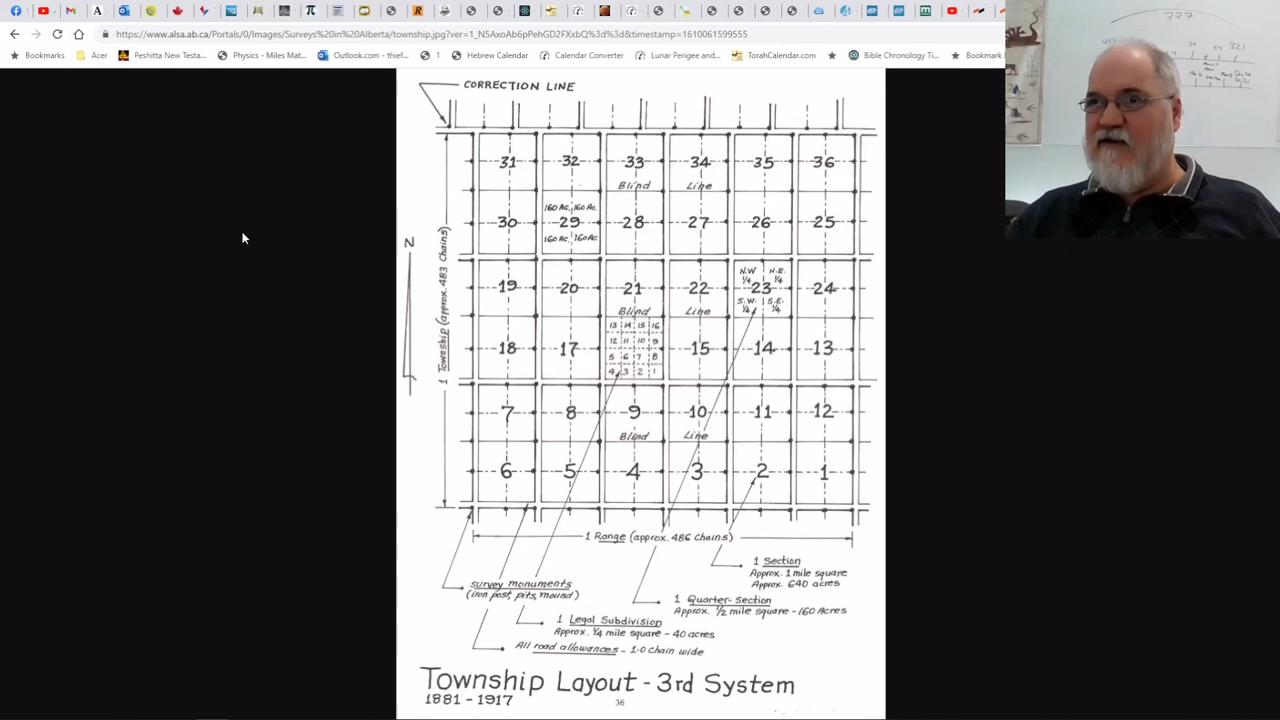 https://www.alsa.ab.ca/Portals/0/Images/Surveys%20in%20Alberta/township.jpg?ver=1_N5AxoAb6pPehGD2FXxbQ%3d%3d&timestamp=1610061599555
Bookmarks Acer Peshitta New Testa... Physics - Miles Mat... Outlook.com - thief... 1 Hebrew Calendar Calendar Converter Lunar Perigee and... TorahCalendar.com Bible Chronology Ti... Bookmark
CORRECTION LINE
31 32 33 34 35 36
Blind Line
160 Ac. 160 Ac
30 29 28 27 26 25
160 Ac. 160 Ac
N
N.W ¼ N.E. ¼
19 20 21 22 23 24
S.W. ¼ S.E. ¼
Blind Line
13 14 15 16
12 11 10 9
18 17 15 14 13
5 6 7 8
4 3 2 1
1 Township (approx. 483 Chains)
7 8 9 10 11 12
Blind Line
6 5 4 3 2 1
1 Range (approx. 486 Chains)
1 Section
Approx. 1 mile square
Approx. 640 acres
survey monuments
(iron post, pits, mound)
1 Quarter-Section
Approx. ½ mile square - 160 Acres
1 Legal Subdivision
Approx. ¼ mile square - 40 acres
All road allowances - 1.0 chain wide
Township Layout - 3rd System
1881 - 1917
36